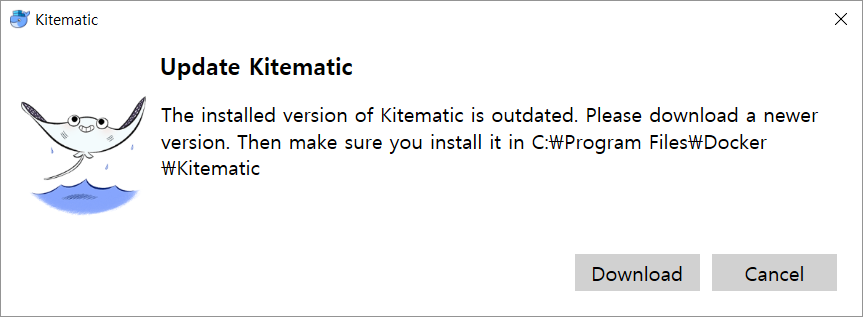 Kitematic
Update Kitematic
The installed version of Kitematic is outdated. Please download a newer
version. Then make sure you install it in C:₩Program Files₩Docker
₩Kitematic
Download Cancel